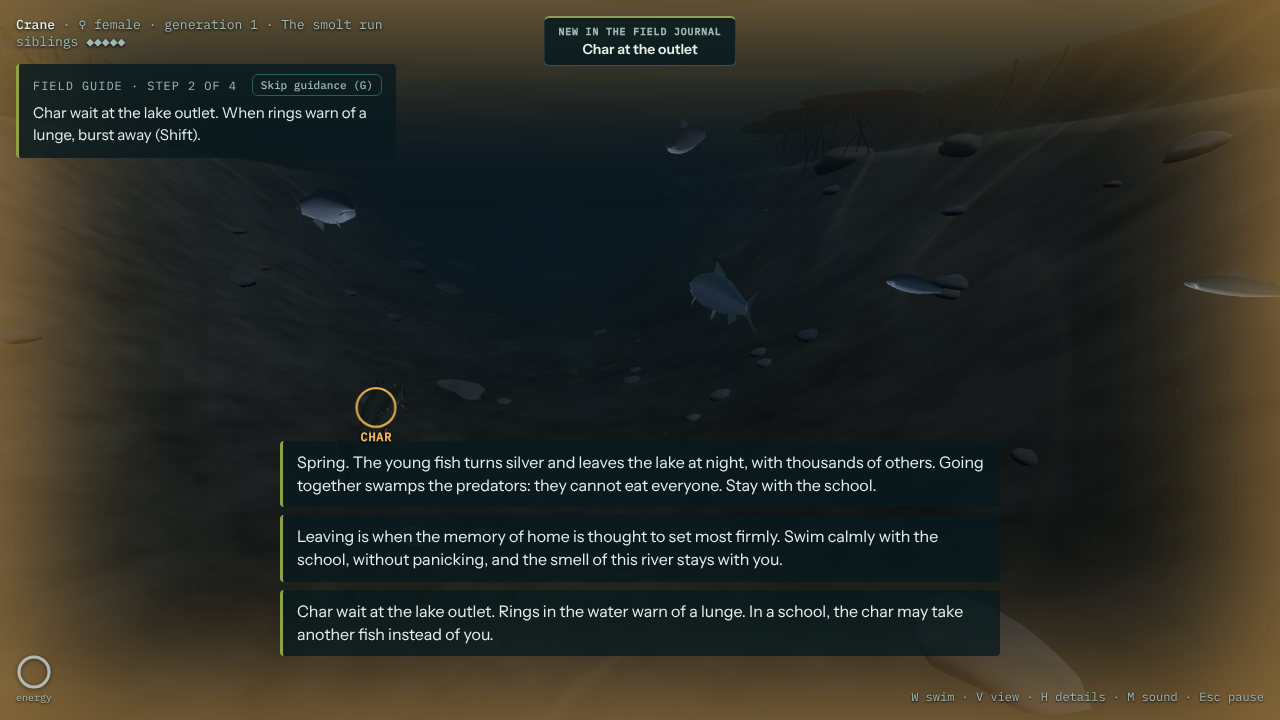 Crane · ♀ female · generation 1 · The smolt run
siblings ◆◆◆◆◆
NEW IN THE FIELD JOURNAL
Char at the outlet
FIELD GUIDE · STEP 2 OF 4
Skip guidance (G)
Char wait at the lake outlet. When rings warn of a
lunge, burst away (Shift).
CHAR
Spring. The young fish turns silver and leaves the lake at night, with thousands of others. Going
together swamps the predators: they cannot eat everyone. Stay with the school.
Leaving is when the memory of home is thought to set most firmly. Swim calmly with the
school, without panicking, and the smell of this river stays with you.
Char wait at the lake outlet. Rings in the water warn of a lunge. In a school, the char may take
another fish instead of you.
energy
W swim · V view · H details · M sound · Esc pause